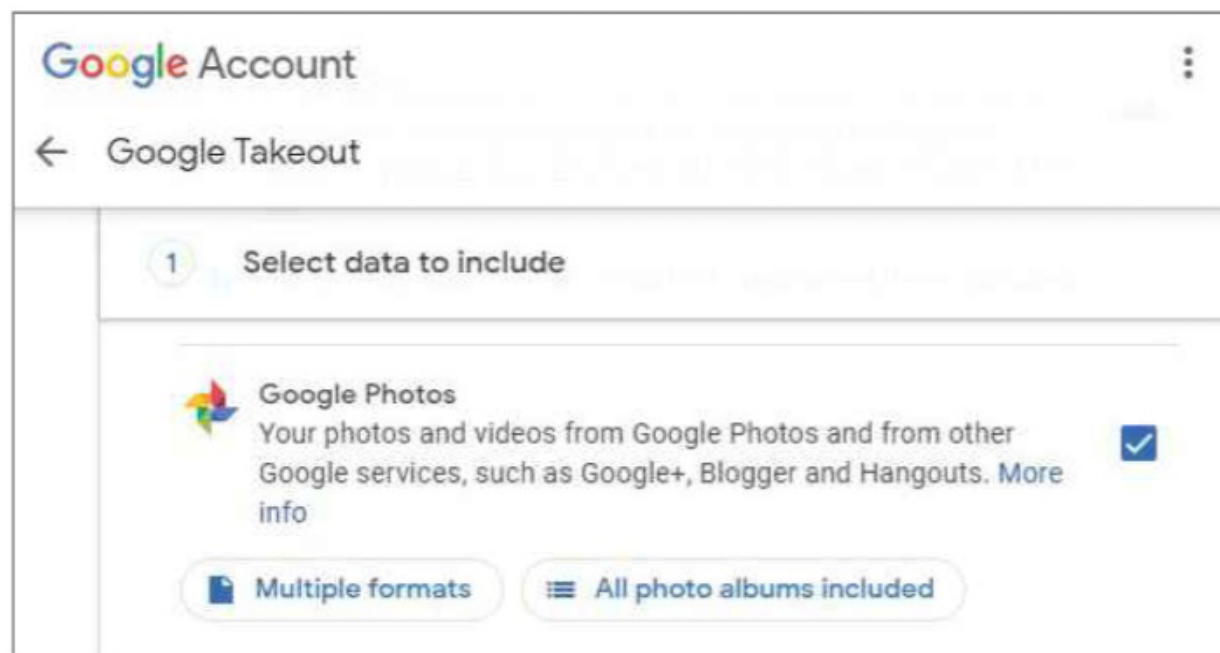 Google Account
Google Takeout
1 Select data to include
Google Photos
Your photos and videos from Google Photos and from other
Google services, such as Google+, Blogger and Hangouts. More
info
Multiple formats All photo albums included